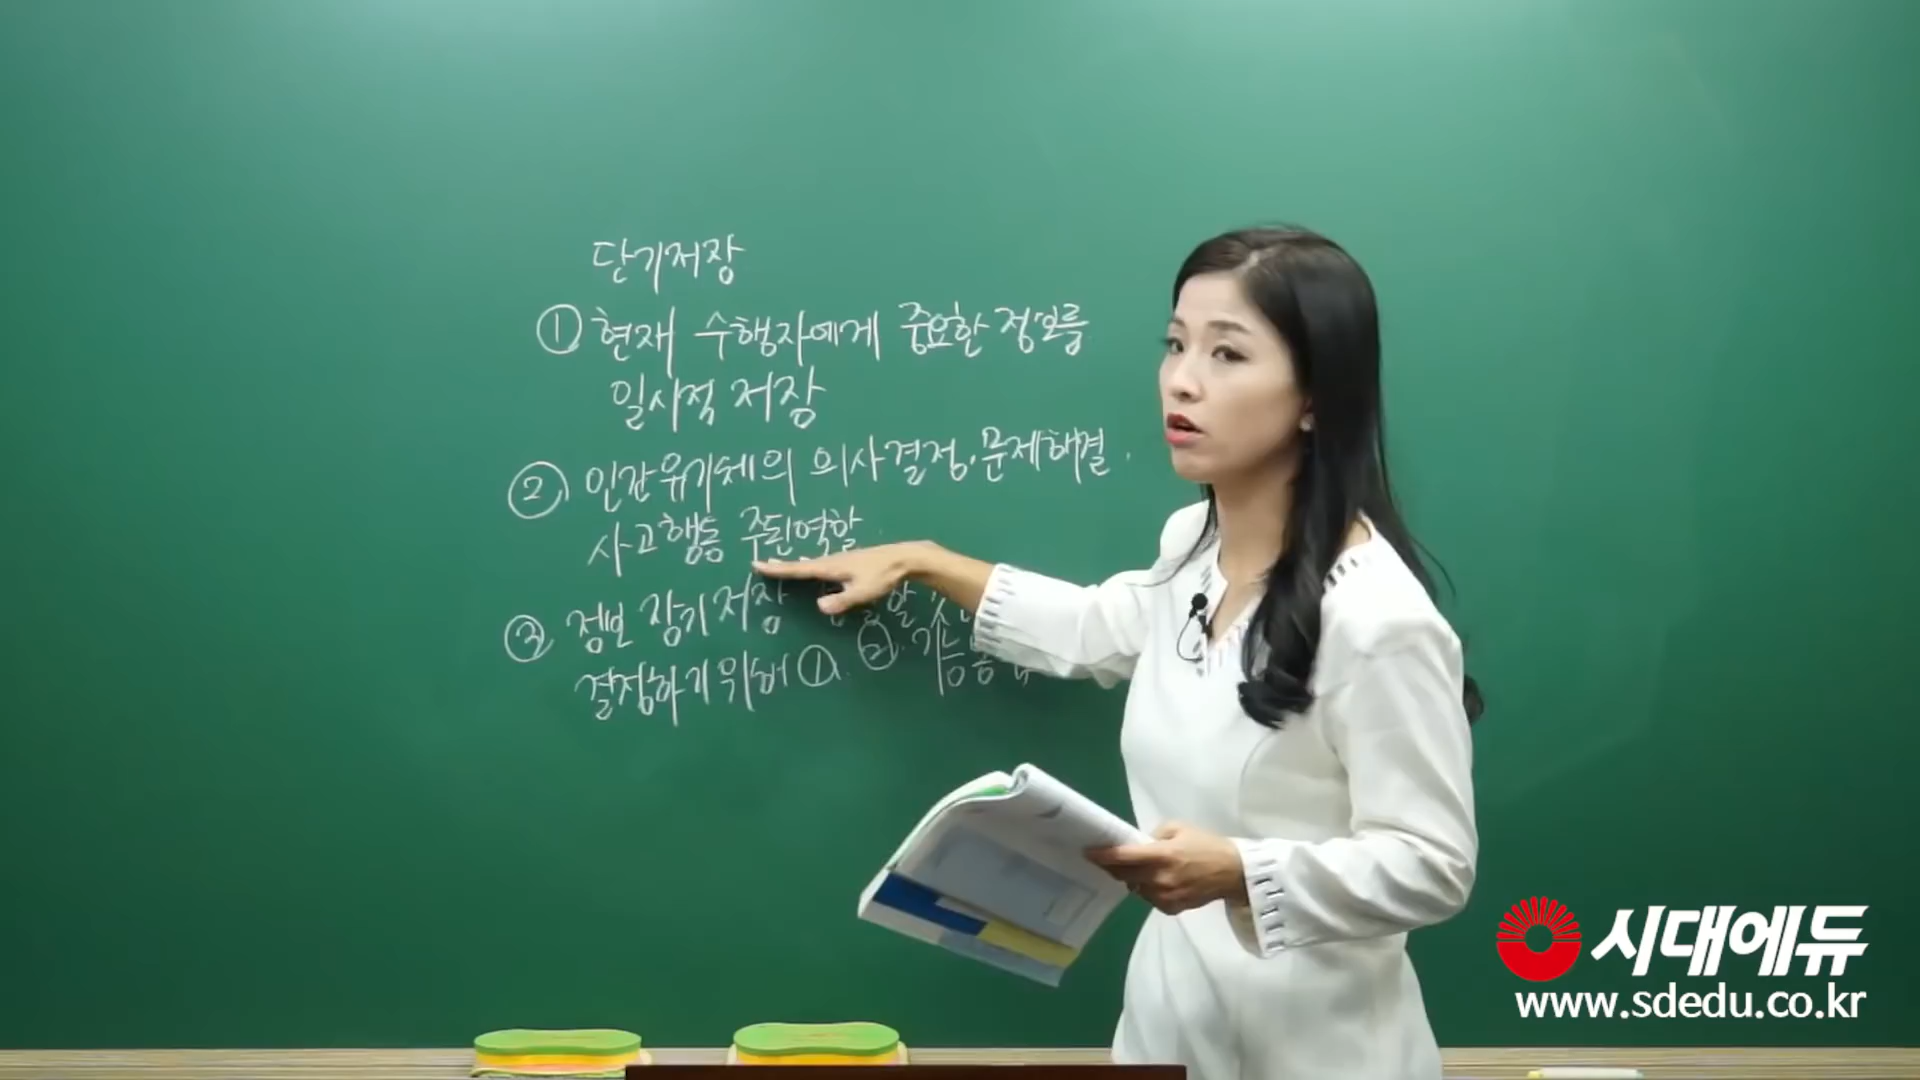 단기저장
① 현재 수행자에게 중요한 정보를
일시적 저장
② 인간유기체의 의사결정, 문제해결.
사고행동 주된역할
③ 정보 장기저장
결정하기위해 ①. ②. 기능
시대에듀
www.sdedu.co.kr